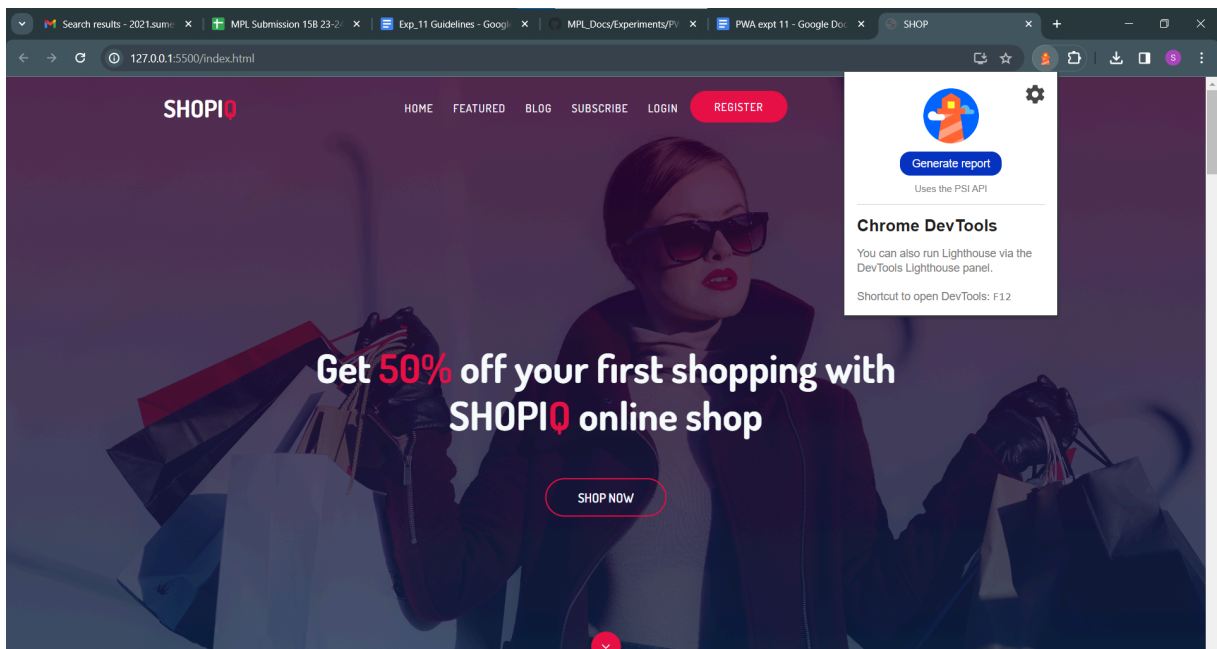 Search results - 2021.sume
MPL Submission 15B 23-24
Exp_11 Guidelines - Google
MPL_Docs/Experiments/PW
PWA expt 11 - Google Doc
SHOP
127.0.0.1:5500/index.html
S
SHOPIQ
HOME FEATURED BLOG SUBSCRIBE LOGIN REGISTER
Generate report
Uses the PSI API
Chrome DevTools
You can also run Lighthouse via the
DevTools Lighthouse panel.
Shortcut to open DevTools: F12
Get 50% off your first shopping with
SHOPIQ online shop
SHOP NOW